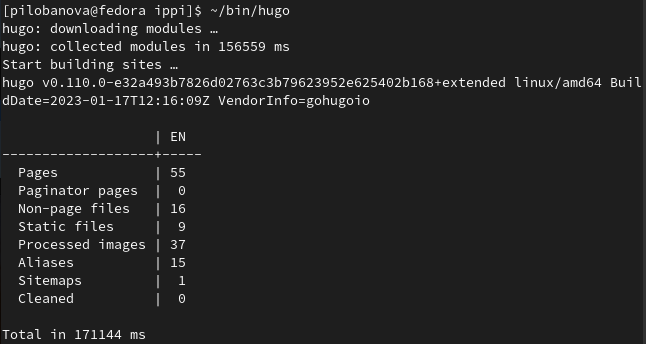 [pilobanova@fedora ippi]$ ~/bin/hugo
hugo: downloading modules …
hugo: collected modules in 156559 ms
Start building sites …
hugo v0.110.0-e32a493b7826d02763c3b79623952e625402b168+extended linux/amd64 Buil
dDate=2023-01-17T12:16:09Z VendorInfo=gohugoio
                   | EN
-------------------+-----
  Pages            | 55
  Paginator pages  |  0
  Non-page files   | 16
  Static files     |  9
  Processed images | 37
  Aliases          | 15
  Sitemaps         |  1
  Cleaned          |  0
Total in 171144 ms